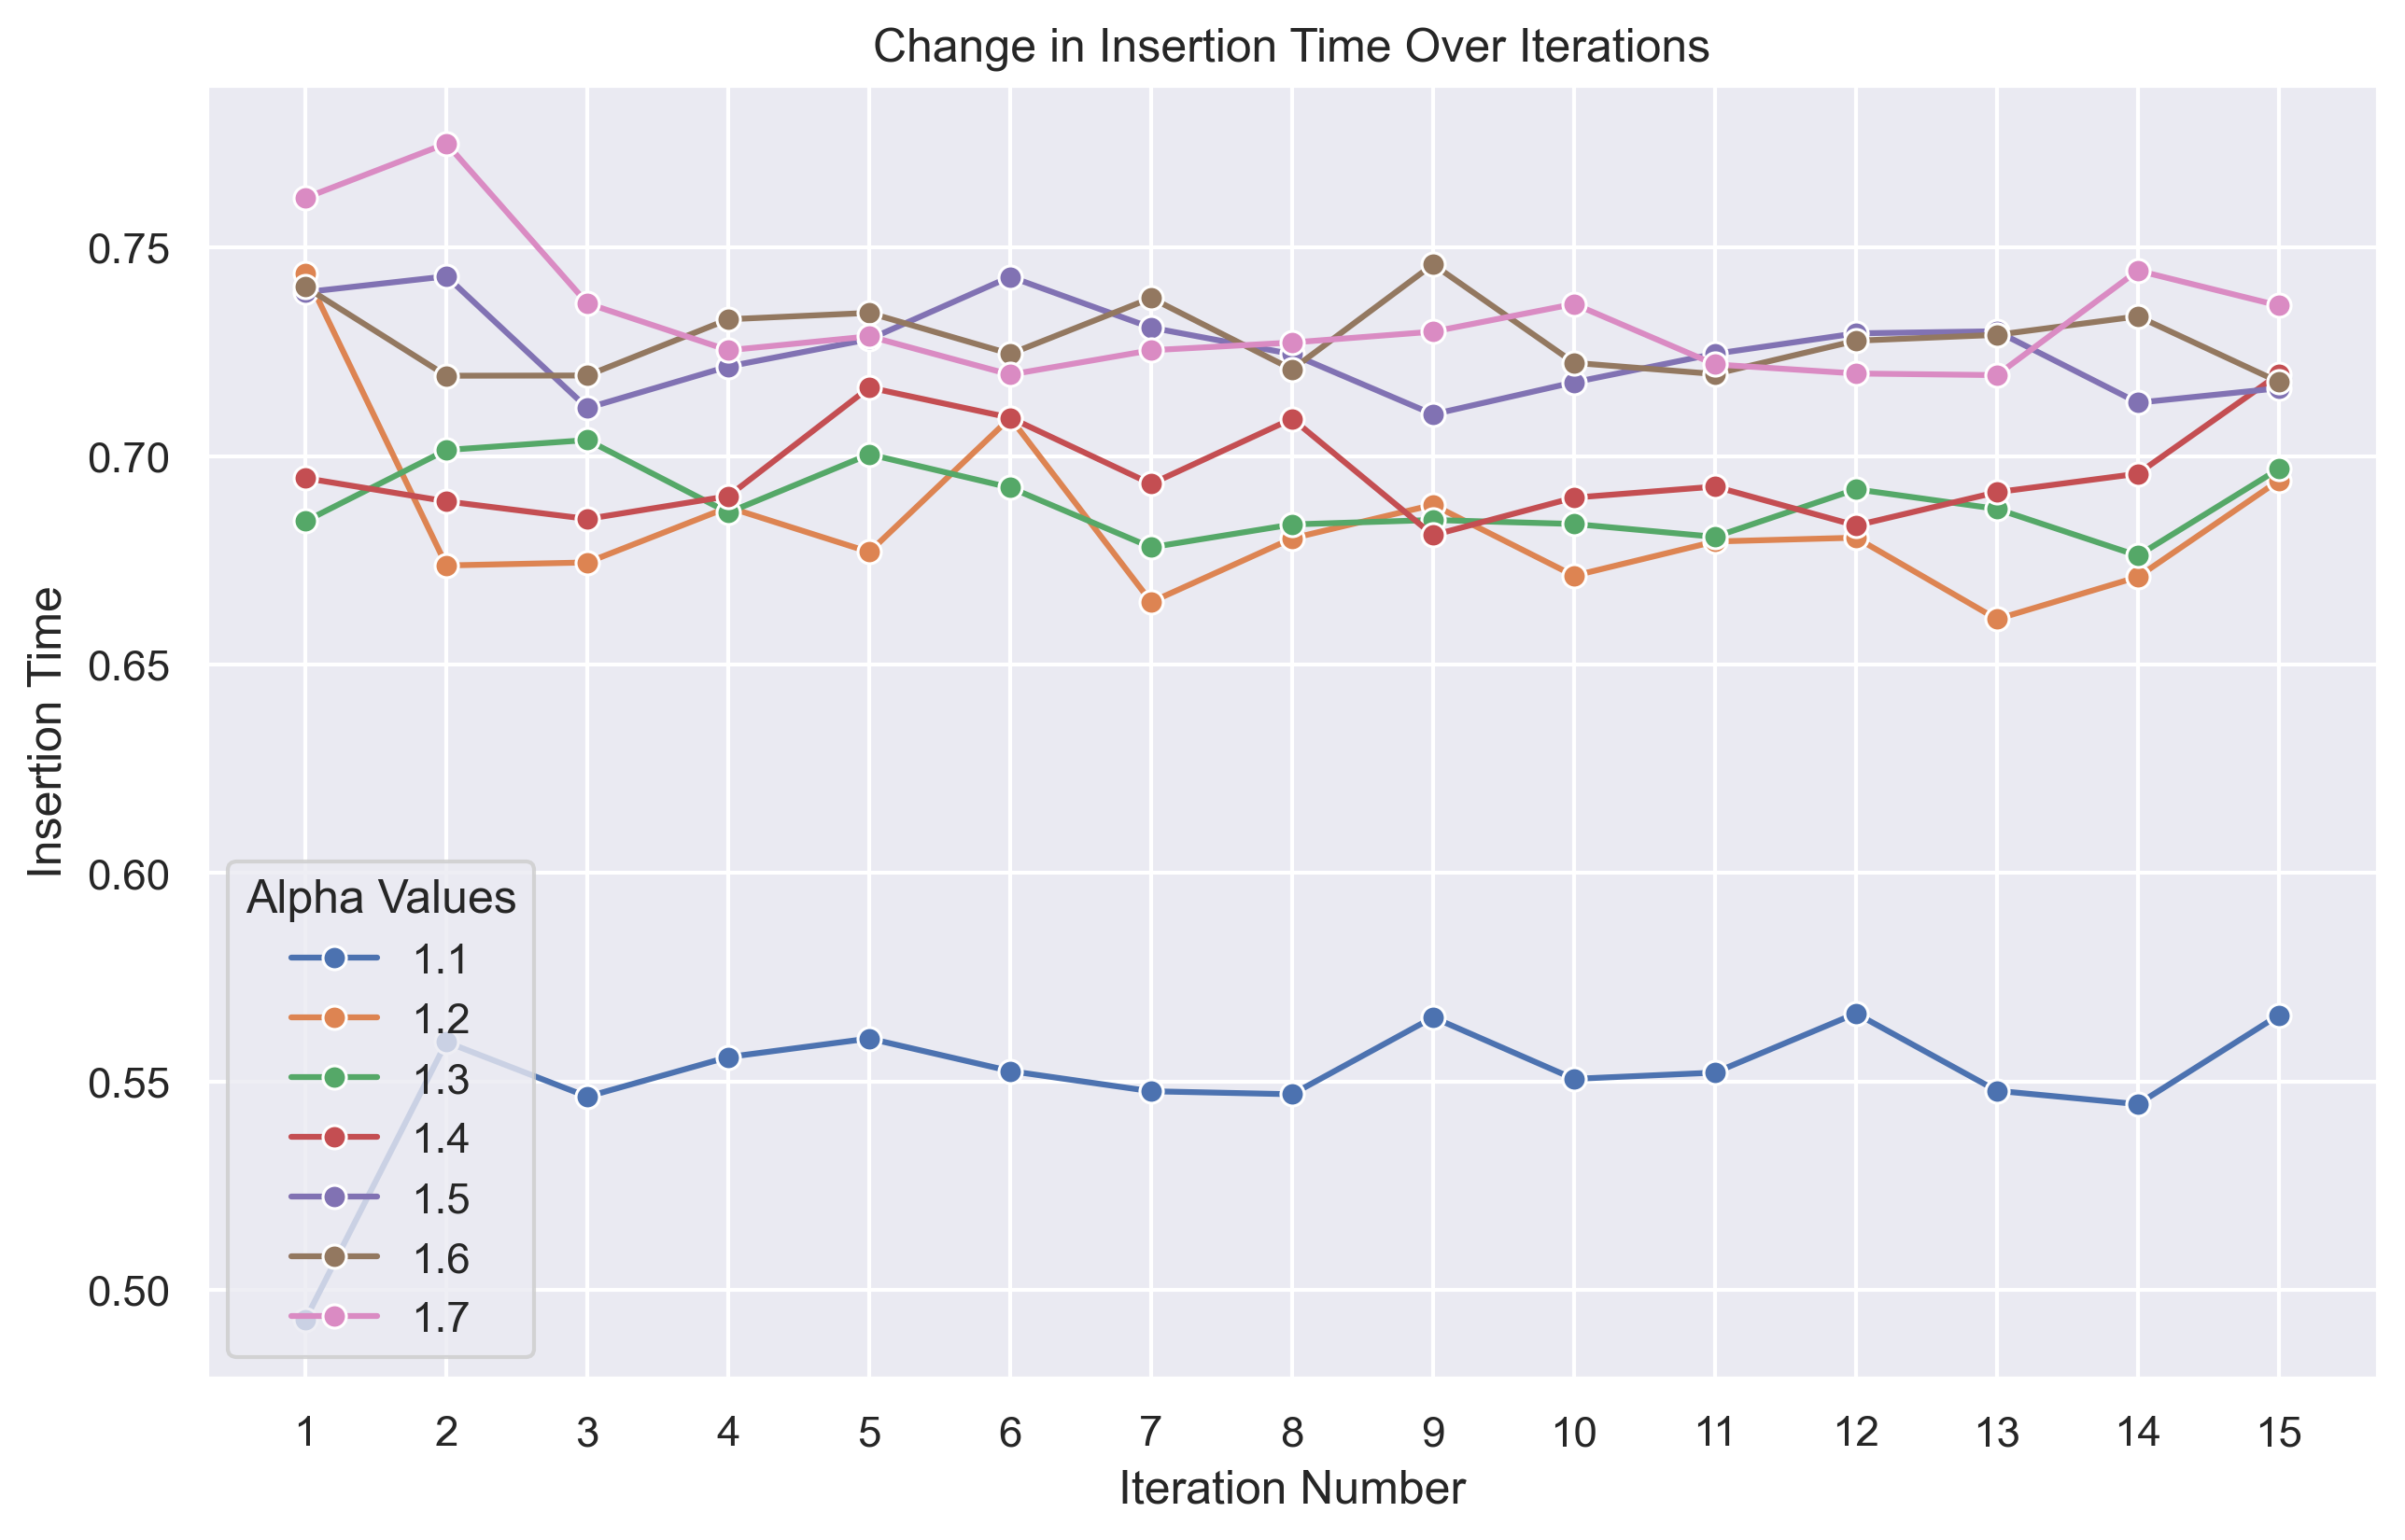 Change in Insertion Time Over Iterations
Insertion Time
0.75
0.70
0.65
0.60
0.55
0.50
Alpha Values
1.1
1.2
1.3
1.4
1.5
1.6
1.7
1 2 3 4 5 6 7 8 9 10 11 12 13 14 15
Iteration Number